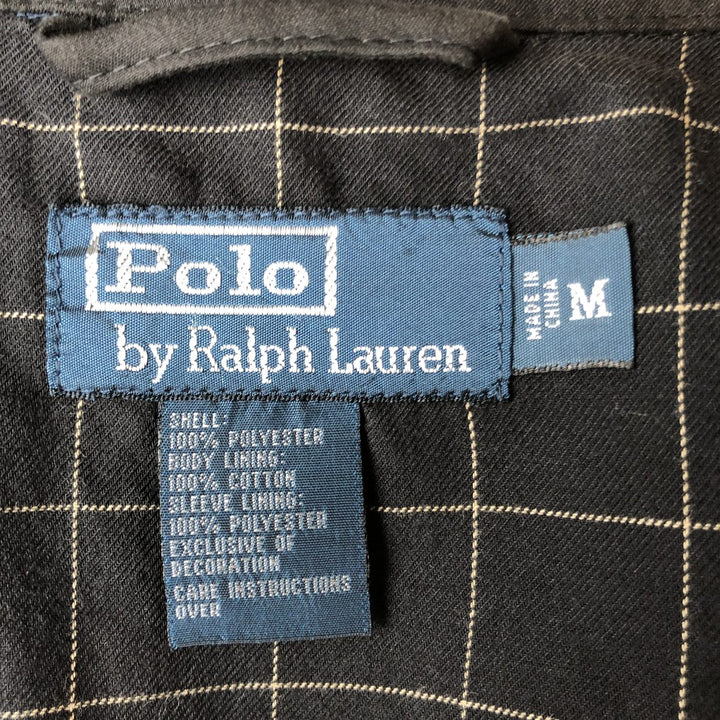 Polo
by Ralph Lauren
MADE IN
CHINA
M
SHELL:
100% POLYESTER
BODY LINING:
100% COTTON
SLEEVE LINING:
100% POLYESTER
EXCLUSIVE OF
DECORATION
CARE INSTRUCTIONS
OVER